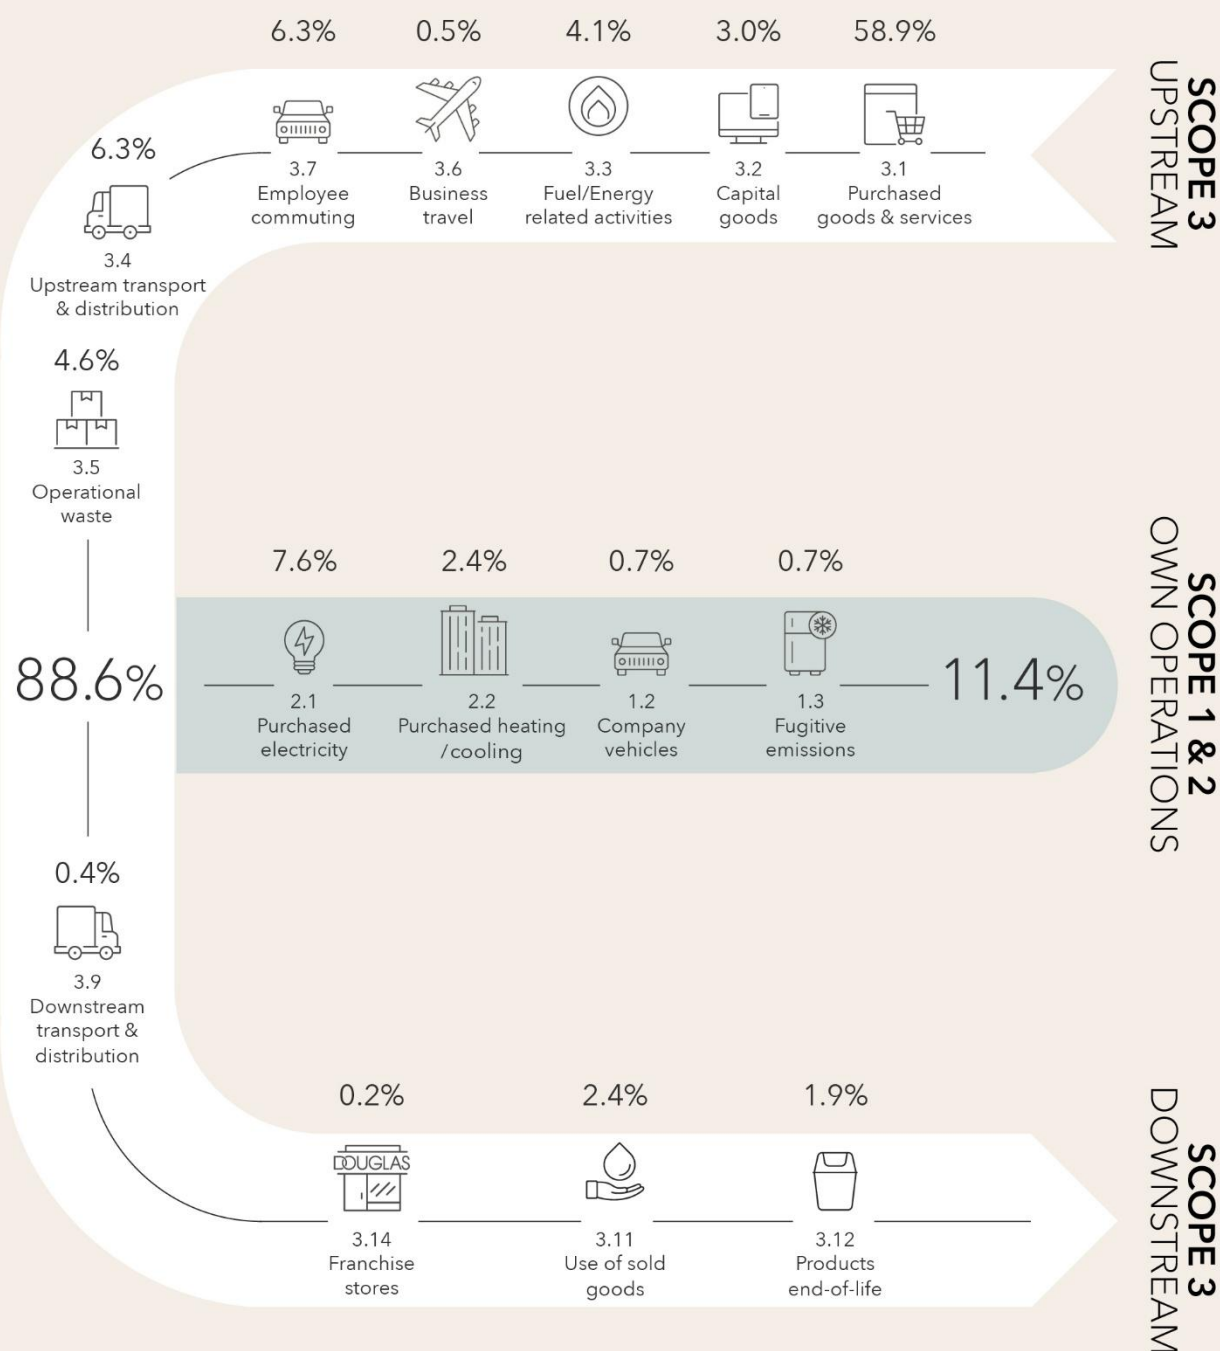 6.3%
0.5%
4.1%
3.0%
58.9%
3.7
Employee
commuting
3.6
Business
travel
3.3
Fuel/Energy
related activities
3.2
Capital
goods
3.1
Purchased
goods & services
SCOPE 3
UPSTREAM
6.3%
3.4
Upstream transport
& distribution
4.6%
3.5
Operational
waste
88.6%
7.6%
2.4%
0.7%
0.7%
2.1
Purchased
electricity
2.2
Purchased heating
/cooling
1.2
Company
vehicles
1.3
Fugitive
emissions
11.4%
SCOPE 1 & 2
OWN OPERATIONS
0.4%
3.9
Downstream
transport &
distribution
0.2%
2.4%
1.9%
DOUGLAS
3.14
Franchise
stores
3.11
Use of sold
goods
3.12
Products
end-of-life
SCOPE 3
DOWNSTREAM